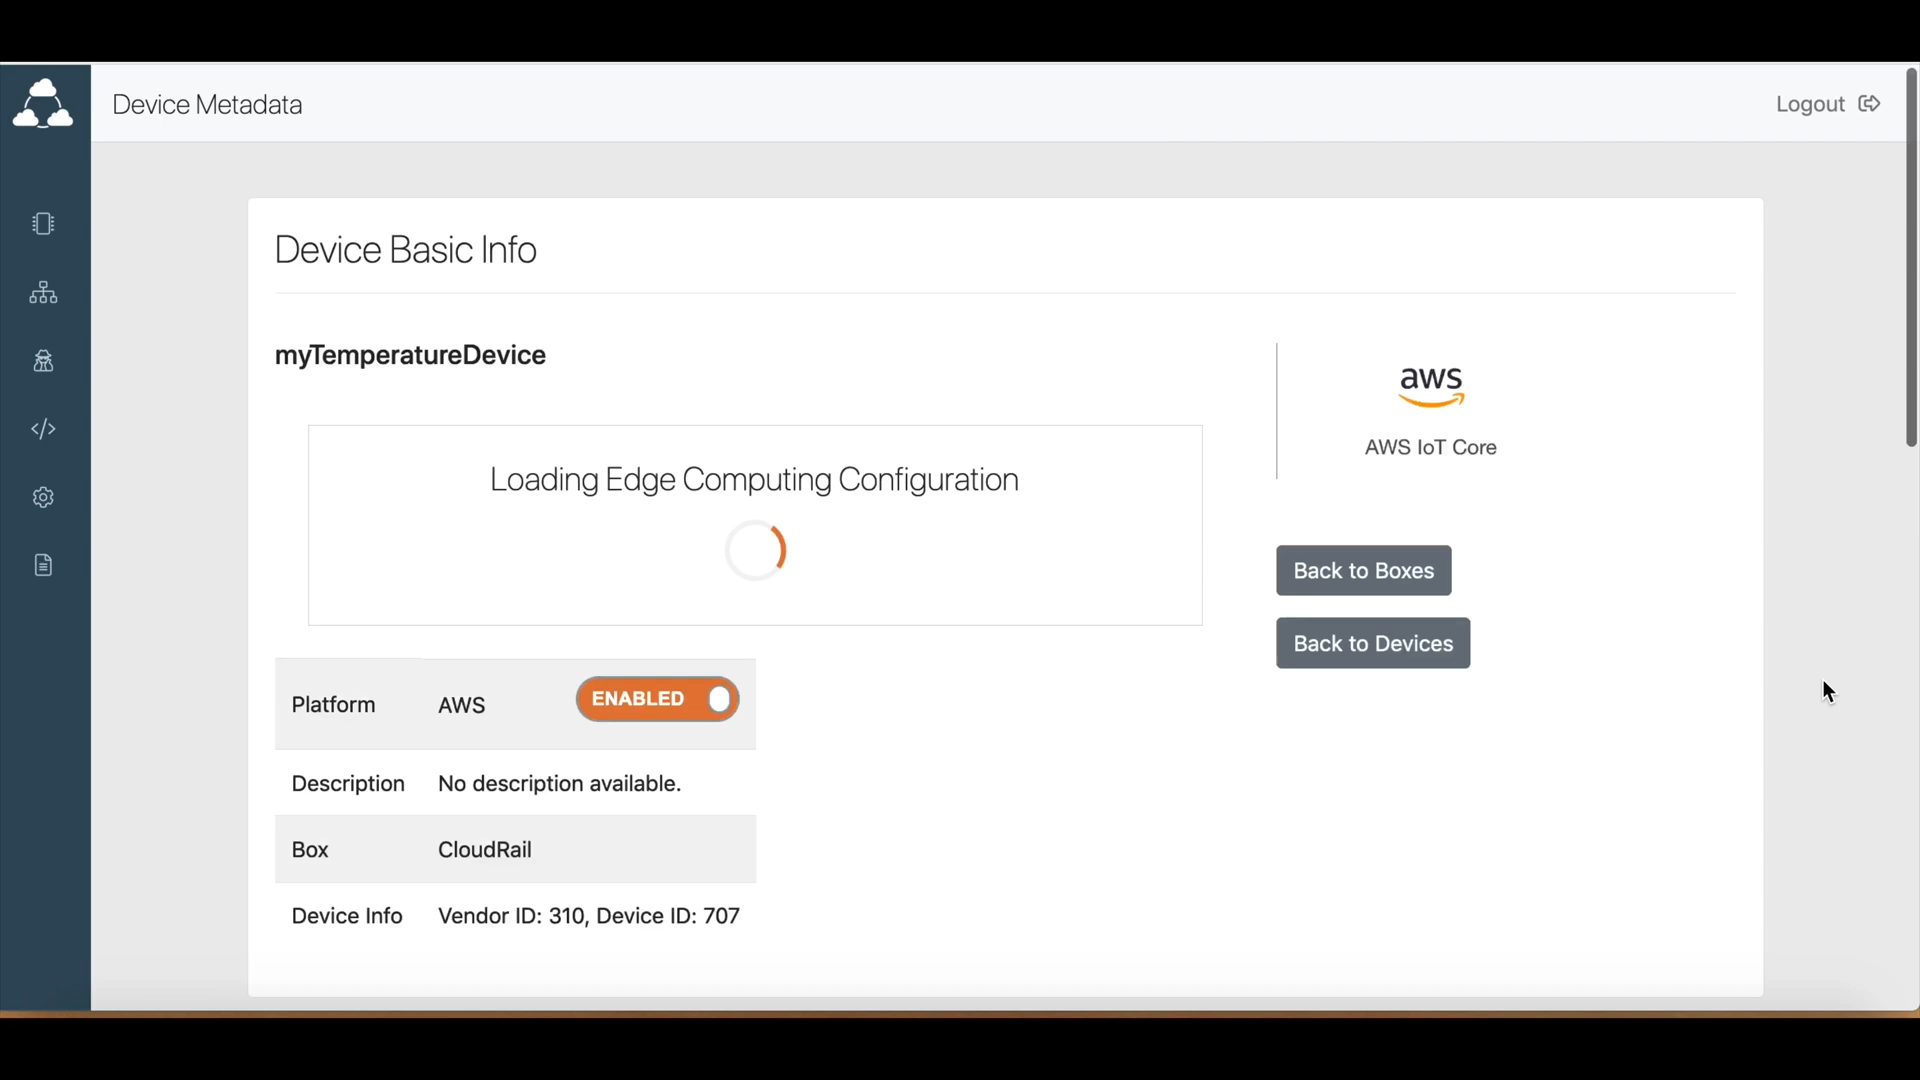 Device Metadata
Logout
Device Basic Info
myTemperatureDevice
aws
AWS IoT Core
Loading Edge Computing Configuration
Back to Boxes
Back to Devices
Platform AWS ENABLED
Description No description available.
Box CloudRail
Device Info Vendor ID: 310, Device ID: 707